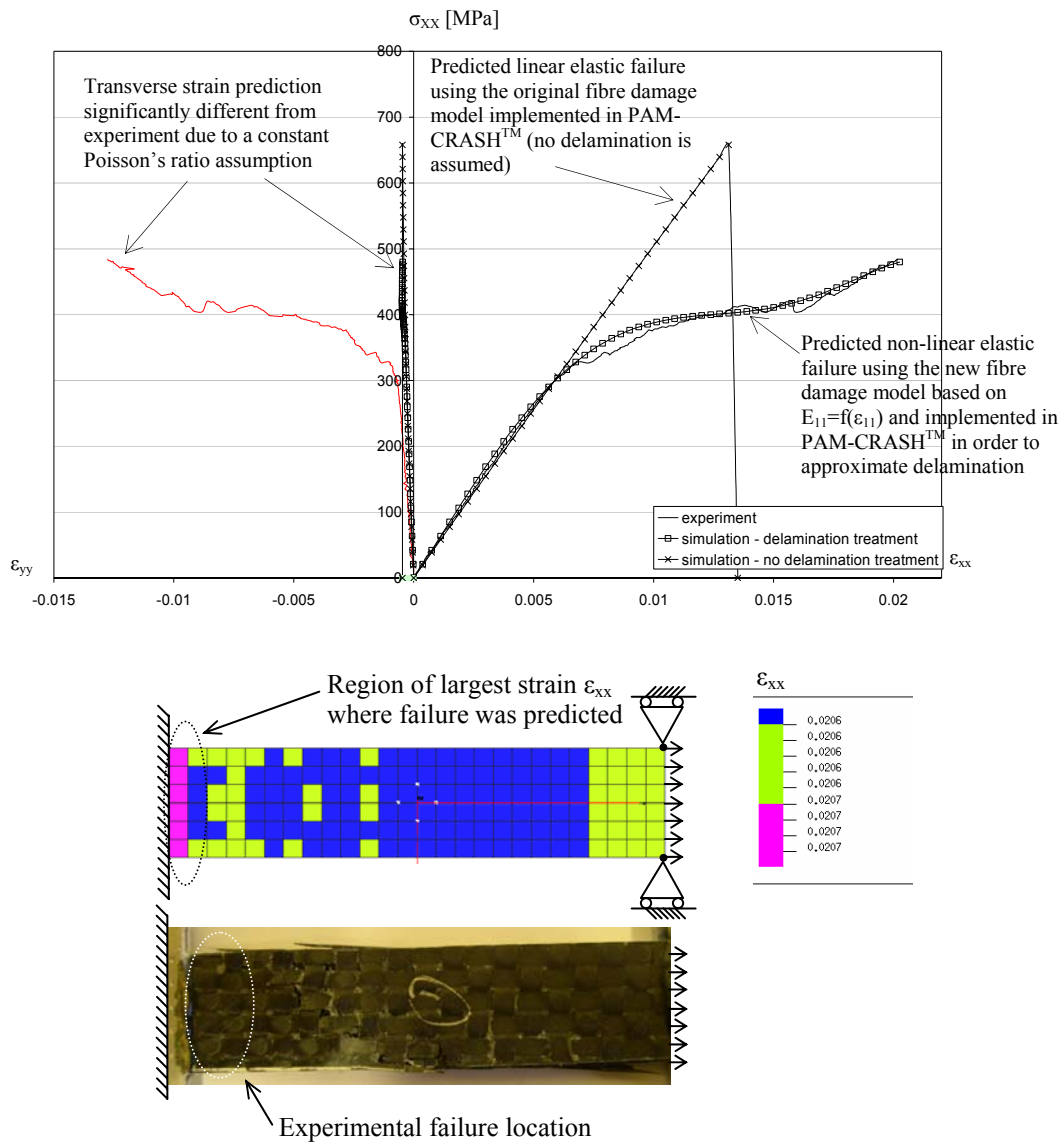 σXX [MPa]
Transverse strain prediction
significantly different from
experiment due to a constant
Poisson's ratio assumption
Predicted linear elastic failure
using the original fibre damage
model implemented in PAM-
CRASH™ (no delamination is
assumed)
Predicted non-linear elastic
failure using the new fibre
damage model based on
E11=f(ε11) and implemented in
PAM-CRASH™ in order to
approximate delamination
800
700
600
500
400
300
200
100
0
experiment
simulation - delamination treatment
simulation - no delamination treatment
εyy
εxx
-0.015 -0.01 -0.005 0 0.005 0.01 0.015 0.02
Region of largest strain εxx
where failure was predicted
εxx
0.0206
0.0206
0.0206
0.0206
0.0206
0.0207
0.0207
0.0207
0.0207
Experimental failure location